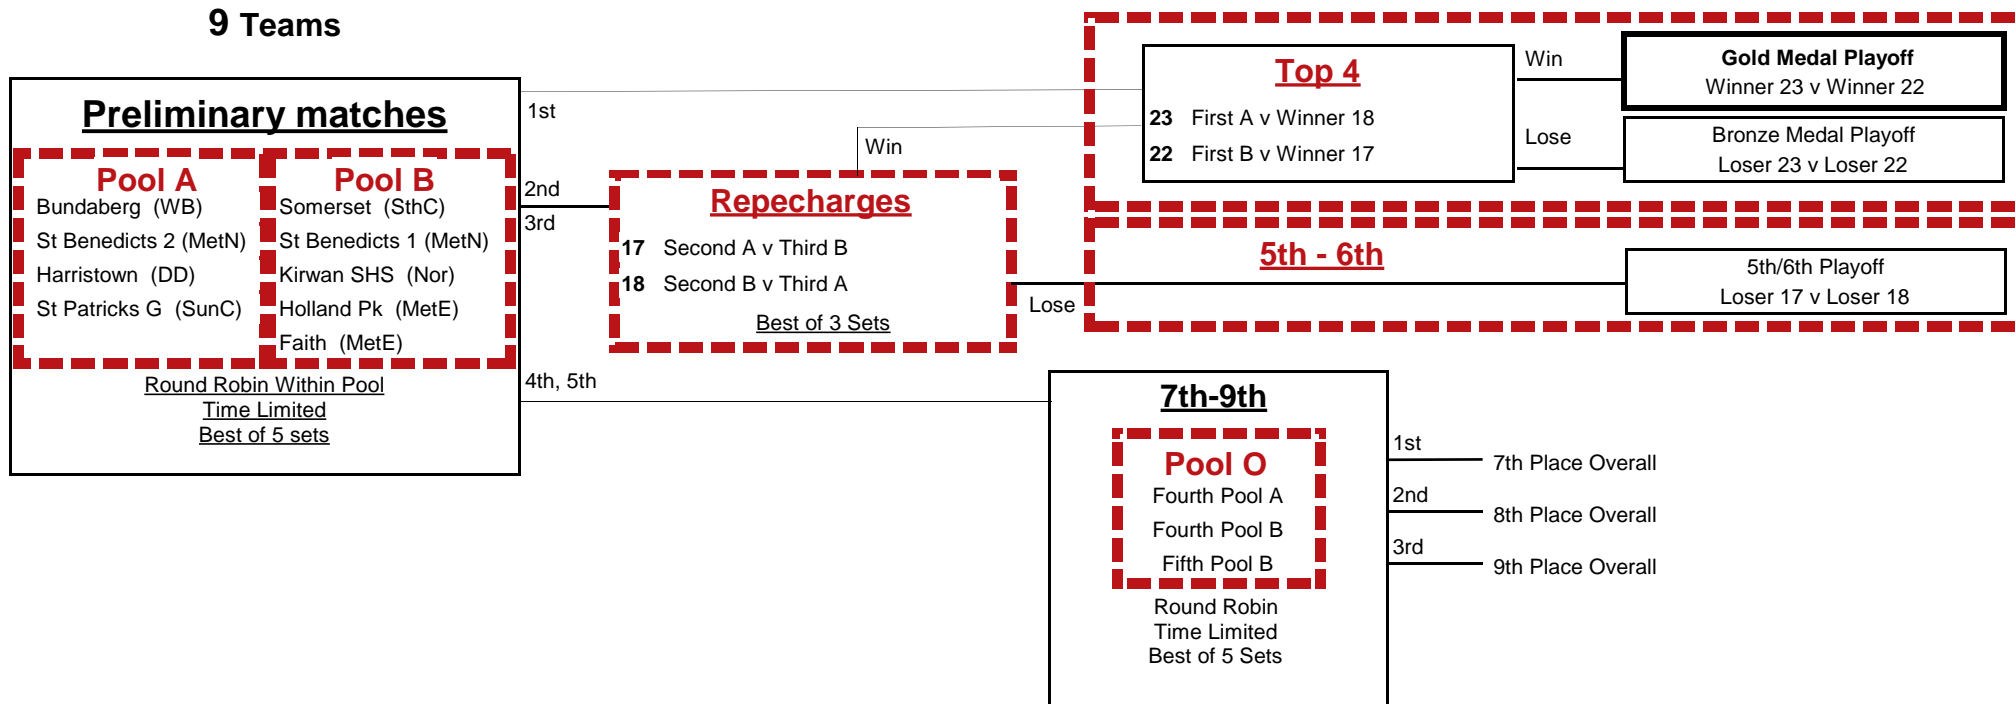 9 Teams
Preliminary matches
Pool A
Bundaberg (WB)
St Benedicts 2 (MetN)
Harristown (DD)
St Patricks G (SunC)
Pool B
Somerset (SthC)
St Benedicts 1 (MetN)
Kirwan SHS (Nor)
Holland Pk (MetE)
Faith (MetE)
Round Robin Within Pool
Time Limited
Best of 5 sets
1st
2nd
3rd
4th, 5th
Repecharges
17 Second A v Third B
18 Second B v Third A
Best of 3 Sets
Win
Lose
Top 4
23 First A v Winner 18
22 First B v Winner 17
Win
Lose
Gold Medal Playoff
Winner 23 v Winner 22
Bronze Medal Playoff
Loser 23 v Loser 22
5th - 6th
5th/6th Playoff
Loser 17 v Loser 18
7th-9th
Pool O
Fourth Pool A
Fourth Pool B
Fifth Pool B
Round Robin
Time Limited
Best of 5 Sets
1st
7th Place Overall
2nd
8th Place Overall
3rd
9th Place Overall